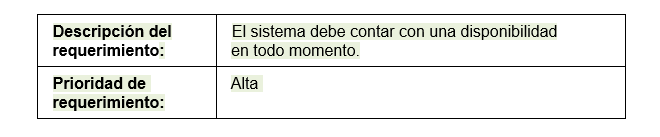 Descripción del
requerimiento:
El sistema debe contar con una disponibilidad
en todo momento.
Prioridad de
requerimiento:
Alta